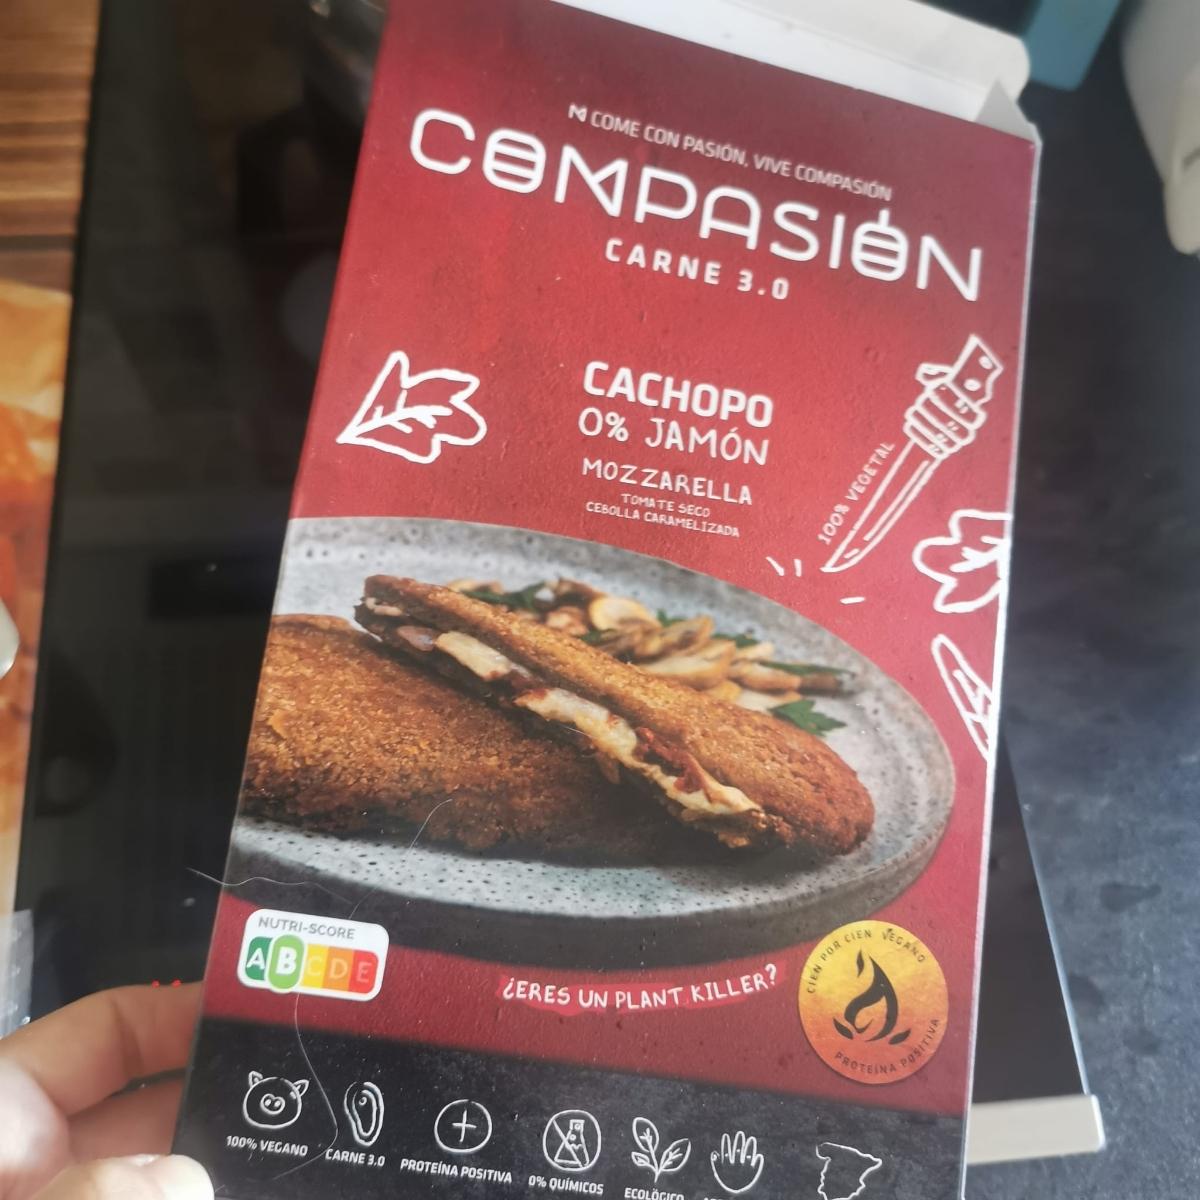 COME CON PASIÓN, VIVE COMPASIÓN
COMPASIÓN
CARNE 3.0
CACHOPO
0% JAMÓN
MOZZARELLA
TOMATE SECO
CEBOLLA CARAMELIZADA
100% VEGETAL
NUTRI-SCORE
A B C D E
¿ERES UN PLANT KILLER?
CIEN POR CIEN VEGANO
PROTEÍNA POSITIVA
100% VEGANO
CARNE 3.0
PROTEÍNA POSITIVA
0% QUÍMICOS
ECOLÓGICO